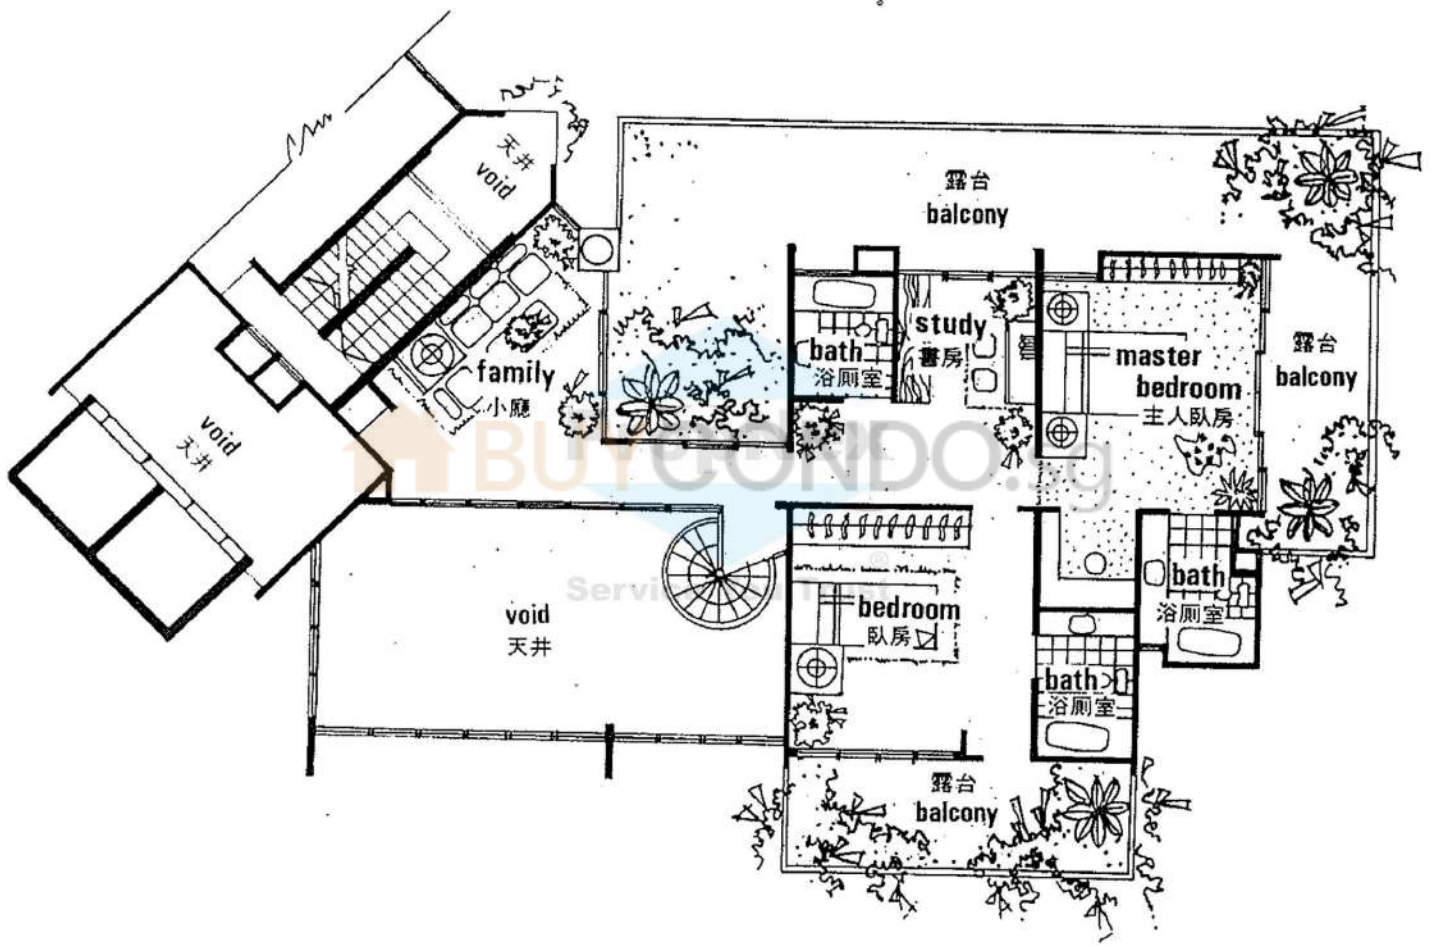 天井
void
露台
balcony
bath
浴厠室
study
書房
master
bedroom
主人臥房
露台
balcony
family
小廳
void
天井
BUYCONDO.sg
®
void
天井
bedroom
臥房
bath
浴厠室
bath
浴厠室
露台
balcony